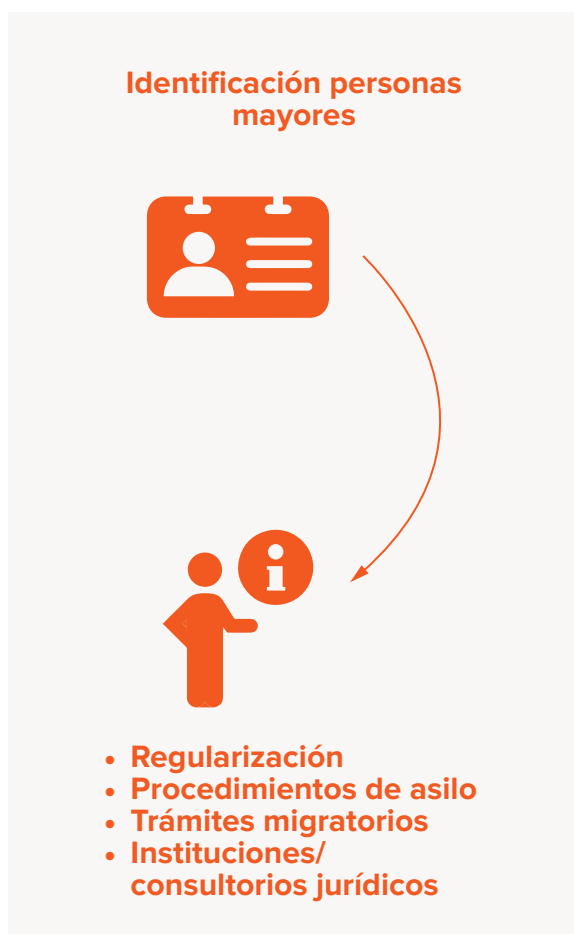 Identificación personas
mayores
• Regularización
• Procedimientos de asilo
• Trámites migratorios
• Instituciones/
consultorios jurídicos